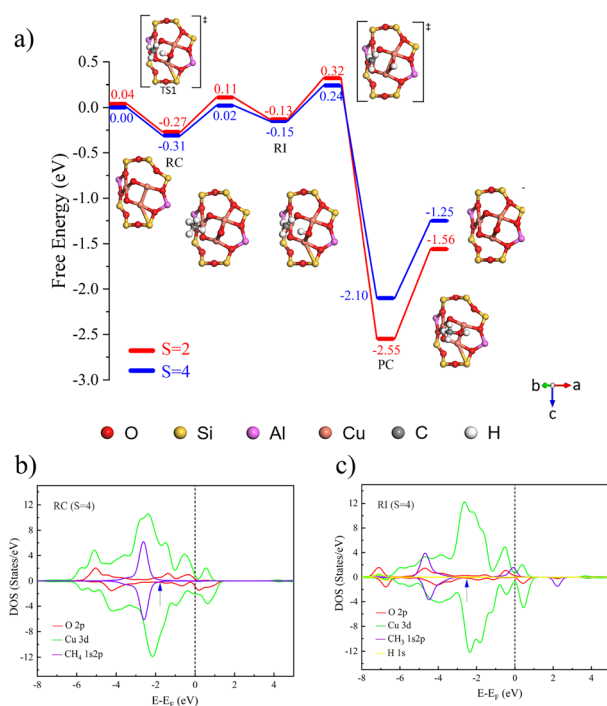 a)
0.5
0.0
-0.5
-1.0
-1.5
-2.0
-2.5
-3.0
Free Energy (eV)
0.04
0.00
-0.27
-0.31
RC
TS1
‡
0.11
0.02
-0.13
-0.15
RI
0.32
0.24
‡
-2.10
-2.55
PC
-1.25
-1.56
S=2
S=4
b
a
c
O Si Al Cu C H
b)
RC (S=4)
12
8
4
0
-4
-8
-12
DOS (States/eV)
O 2p
Cu 3d
CH4 1s2p
-8 -6 -4 -2 0 2 4
E-EF (eV)
c)
RI (S=4)
12
8
4
0
-4
-8
-12
DOS (States/eV)
O 2p
Cu 3d
CH3 1s2p
H 1s
-8 -6 -4 -2 0 2 4
E-EF (eV)